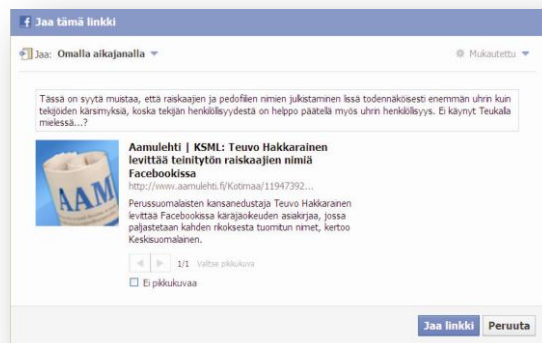 Jaa tämä linkki
Jaa: Omalla aikajanalla
Mukautettu
Tässä on syytä muistaa, että raiskaajien ja pedofiilien nimien julkistaminen lissä todennäköisesti enemmän uhrin kuin
tekijöiden kärsimyksiä, koska tekijän henkilöllisyydestä on helppo päätellä myös uhrin henkilöllisyys. Ei käynyt Teukalla
mielessä...?
Aamulehti | KSML: Teuvo Hakkarainen
levittää teinitytön raiskaajien nimiä
Facebookissa
http://www.aamulehti.fi/Kotimaa/11947392...
Perussuomalaisten kansanedustaja Teuvo Hakkarainen
levittää Facebookissa käräjäoikeuden asiakirjaa, jossa
paljastetaan kahden rikoksesta tuomitun nimet, kertoo
Keskisuomalainen.
AAM
1/1 Valitse pikkukuva
Ei pikkukuvaa
Jaa linkki Peruuta